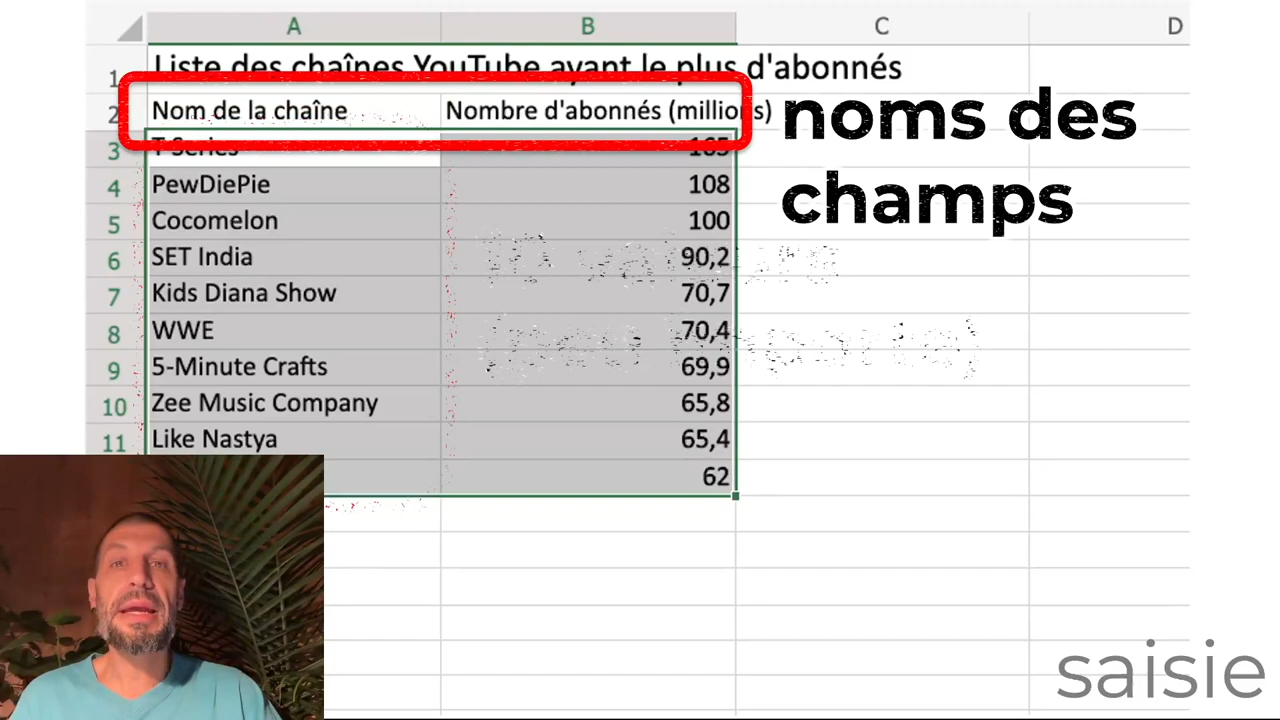 A B C D
1 Liste des chaînes YouTube ayant le plus d'abonnés
2 Nom de la chaîne Nombre d'abonnés (millions)
noms des
champs
3 T-Series 165
4 PewDiePie 108
5 Cocomelon 100
6 SET India 90,2
7 Kids Diana Show 70,7
8 WWE 70,4
9 5-Minute Crafts 69,9
10 Zee Music Company 65,8
11 Like Nastya 65,4
62
saisie